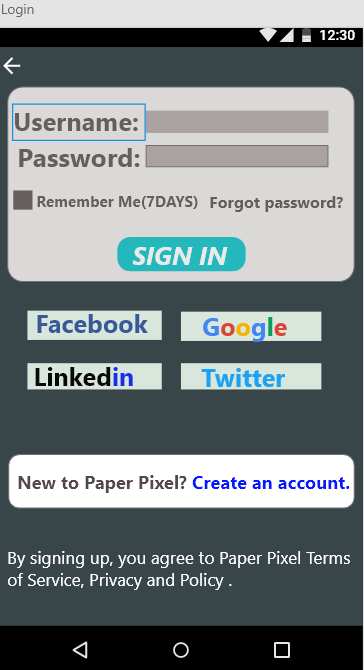 Login
12:30
Username:
Password:
Remember Me(7DAYS) Forgot password?
SIGN IN
Facebook Google
Linkedin Twitter
New to Paper Pixel? Create an account.
By signing up, you agree to Paper Pixel Terms
of Service, Privacy and Policy .